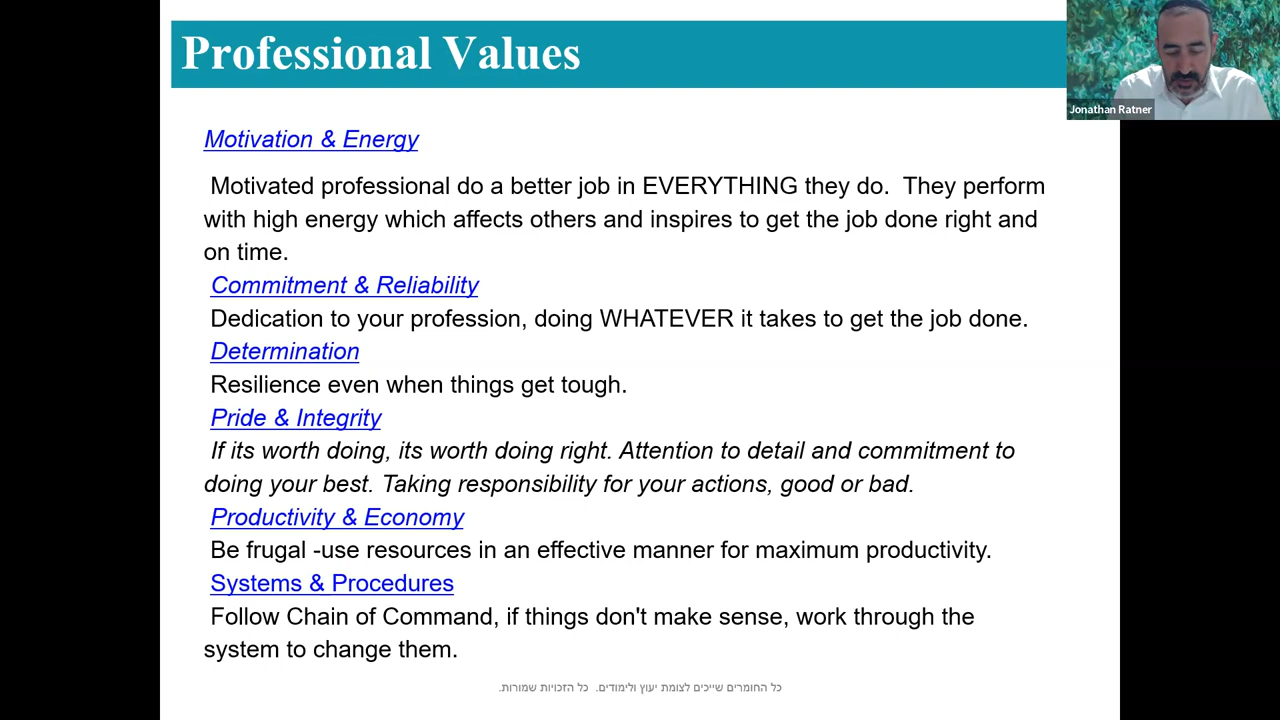 Professional Values
Jonathan Ratner
Motivation & Energy
Motivated professional do a better job in EVERYTHING they do.  They perform
with high energy which affects others and inspires to get the job done right and
on time.
Commitment & Reliability
Dedication to your profession, doing WHATEVER it takes to get the job done.
Determination
Resilience even when things get tough.
Pride & Integrity
If its worth doing, its worth doing right. Attention to detail and commitment to
doing your best. Taking responsibility for your actions, good or bad.
Productivity & Economy
Be frugal -use resources in an effective manner for maximum productivity.
Systems & Procedures
Follow Chain of Command, if things don't make sense, work through the
system to change them.
כל החומרים שייכים לצומת יעוץ ולימודים.  כל הזכויות שמורות.